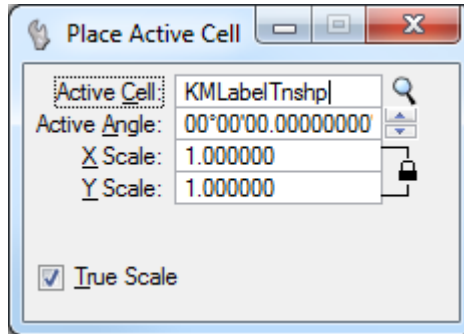 Place Active Cell
Active Cell: KMLabelTnshp
Active Angle: 00°00'00.00000000'
X Scale: 1.000000
Y Scale: 1.000000
True Scale